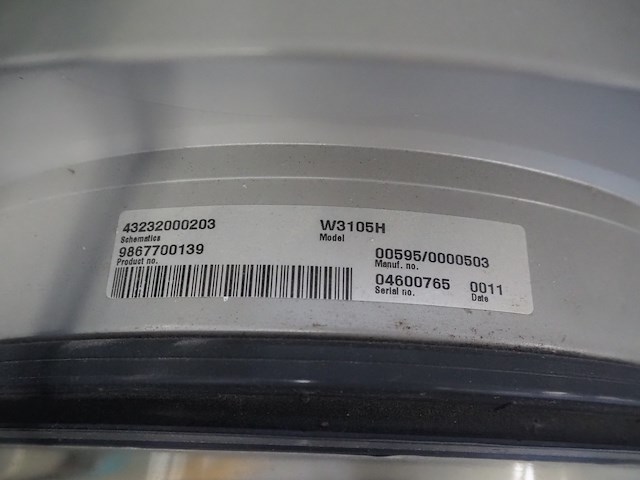 43232000203 W3105H
Schematics Model
9867700139 00595/0000503
Product no. Manuf. no.
04600765 0011
Serial no. Date